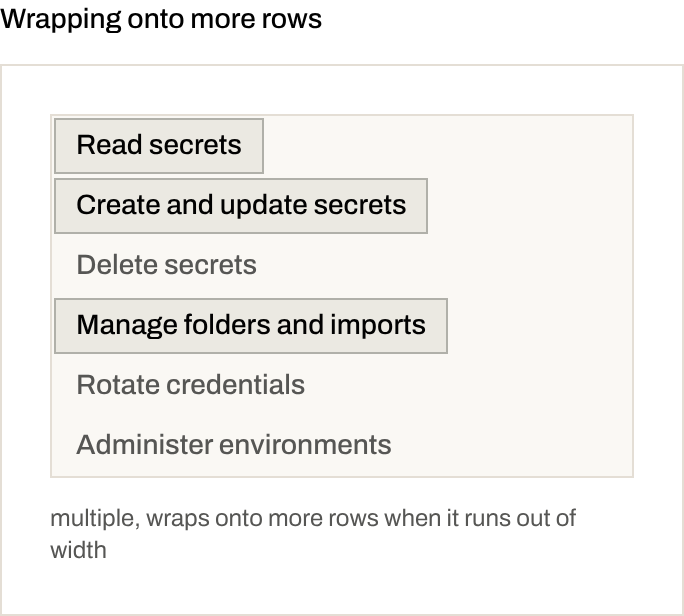 Wrapping onto more rows
Read secrets
Create and update secrets
Delete secrets
Manage folders and imports
Rotate credentials
Administer environments
multiple, wraps onto more rows when it runs out of
width